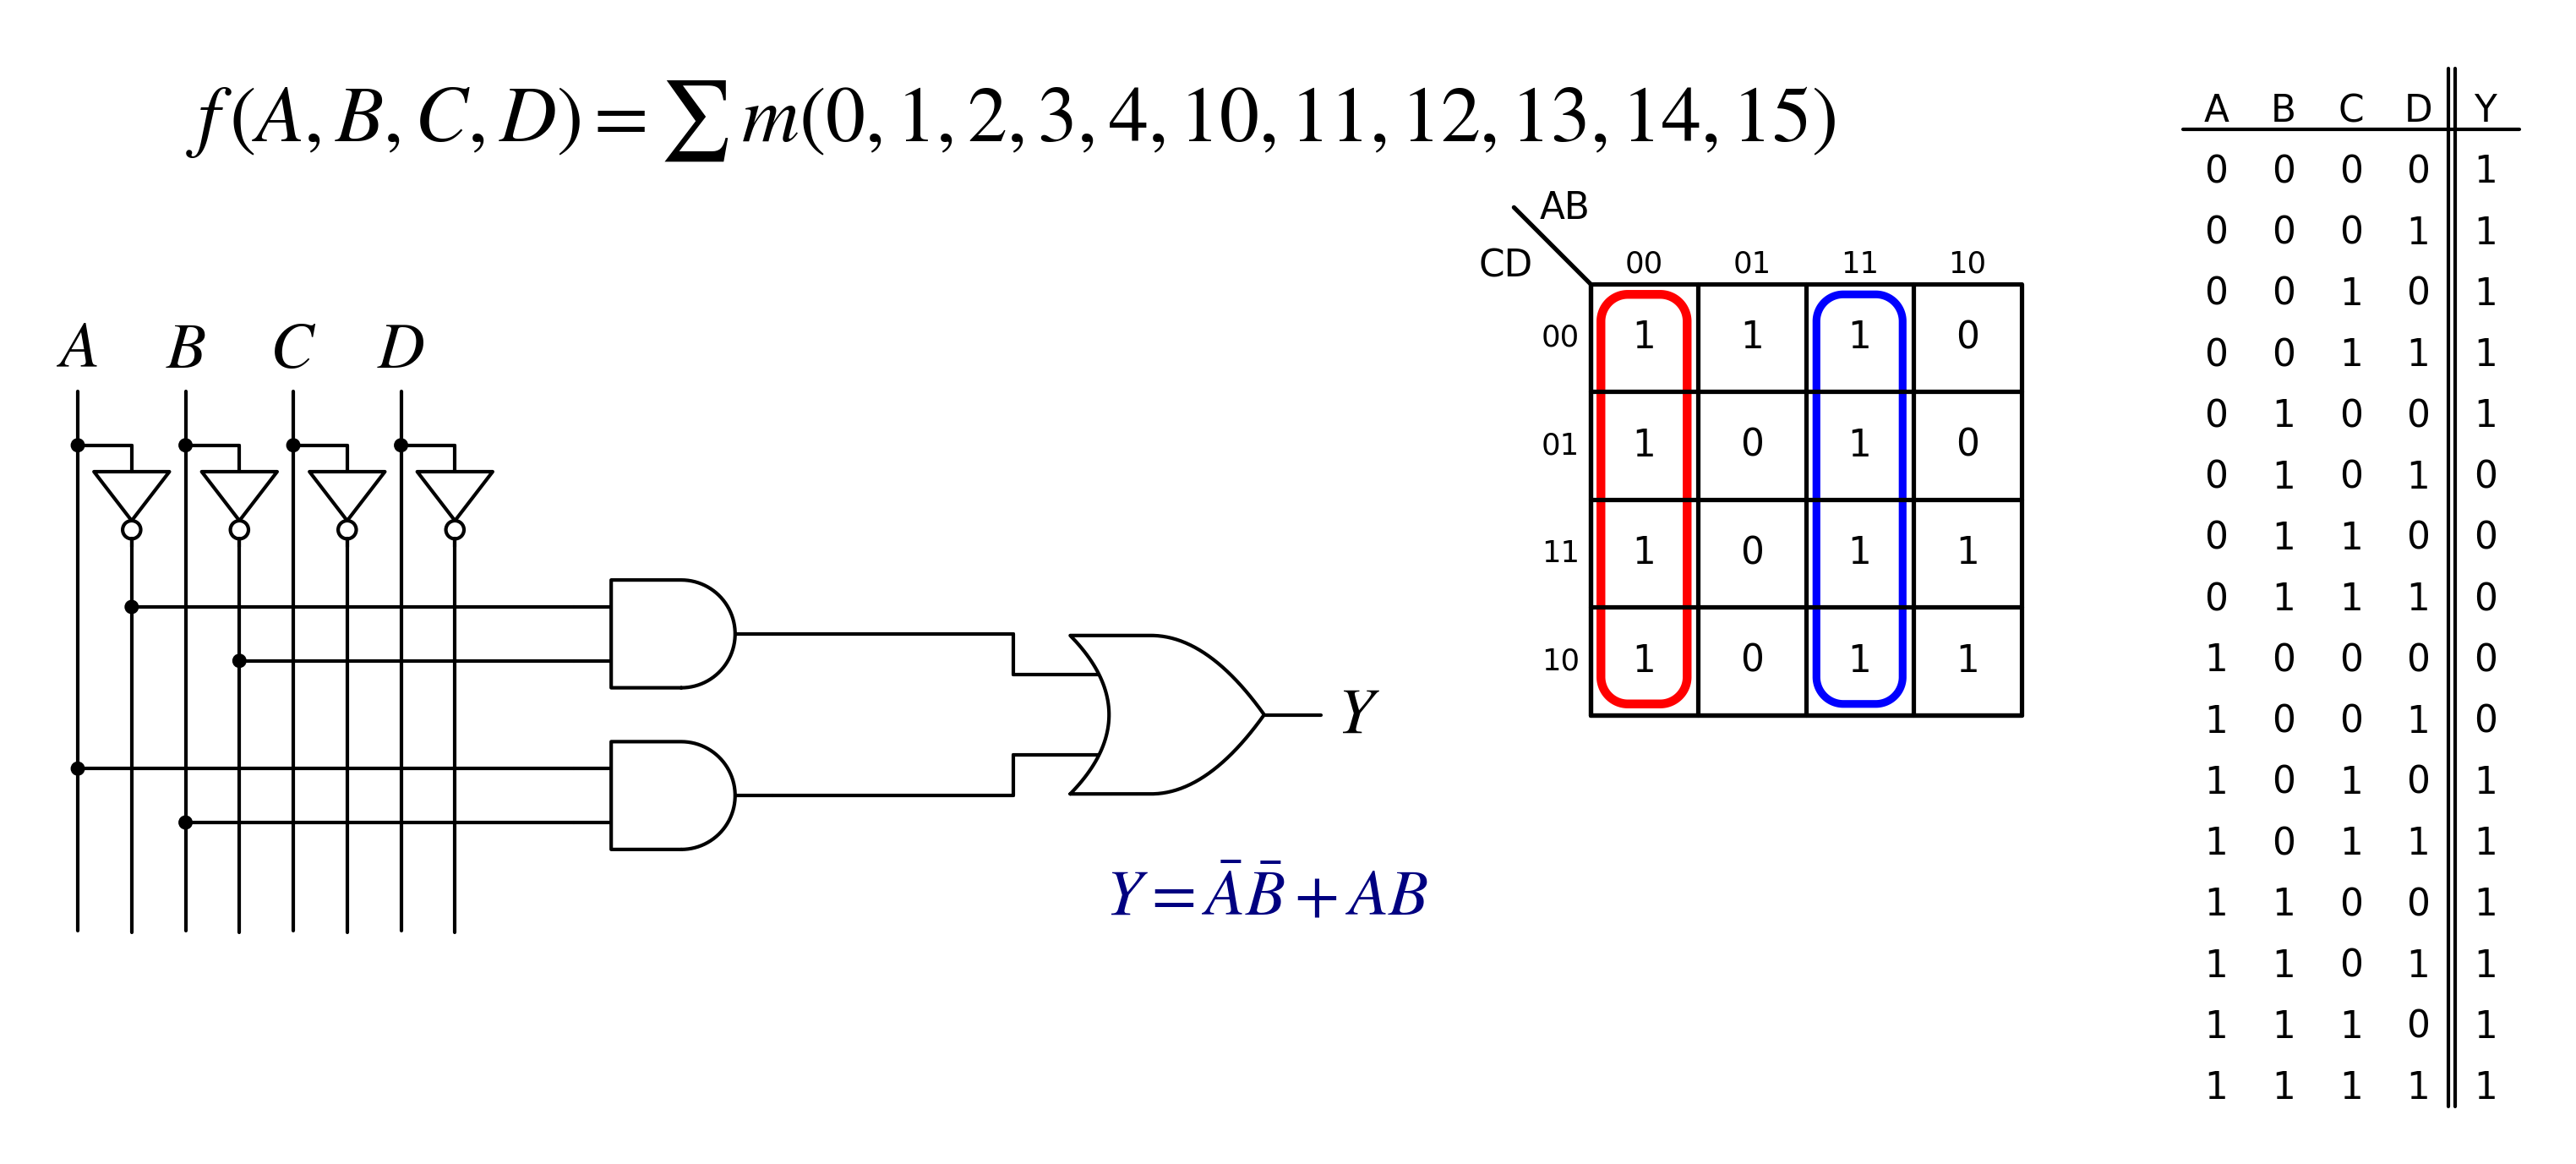 f(A, B, C, D) = ∑ m(0, 1, 2, 3, 4, 10, 11, 12, 13, 14, 15)
A B C D
Y
Y = A̅ B̅ + AB
AB
CD 00 01 11 10
00 1 1 1 0
01 1 0 1 0
11 1 0 1 1
10 1 0 1 1
A B C D Y
0 0 0 0 1
0 0 0 1 1
0 0 1 0 1
0 0 1 1 1
0 1 0 0 1
0 1 0 1 0
0 1 1 0 0
0 1 1 1 0
1 0 0 0 0
1 0 0 1 0
1 0 1 0 1
1 0 1 1 1
1 1 0 0 1
1 1 0 1 1
1 1 1 0 1
1 1 1 1 1